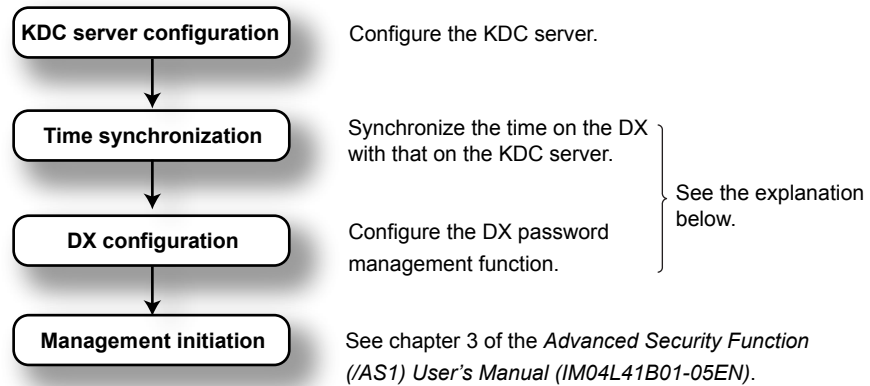 KDC server configuration
Configure the KDC server.
Time synchronization
Synchronize the time on the DX
with that on the KDC server.
See the explanation
below.
DX configuration
Configure the DX password
management function.
Management initiation
See chapter 3 of the Advanced Security Function
(/AS1) User's Manual (IM04L41B01-05EN).